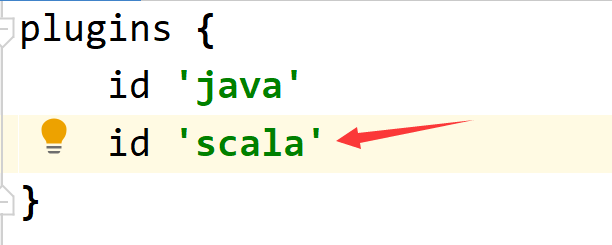 plugins {
    id 'java'
    id 'scala'
}